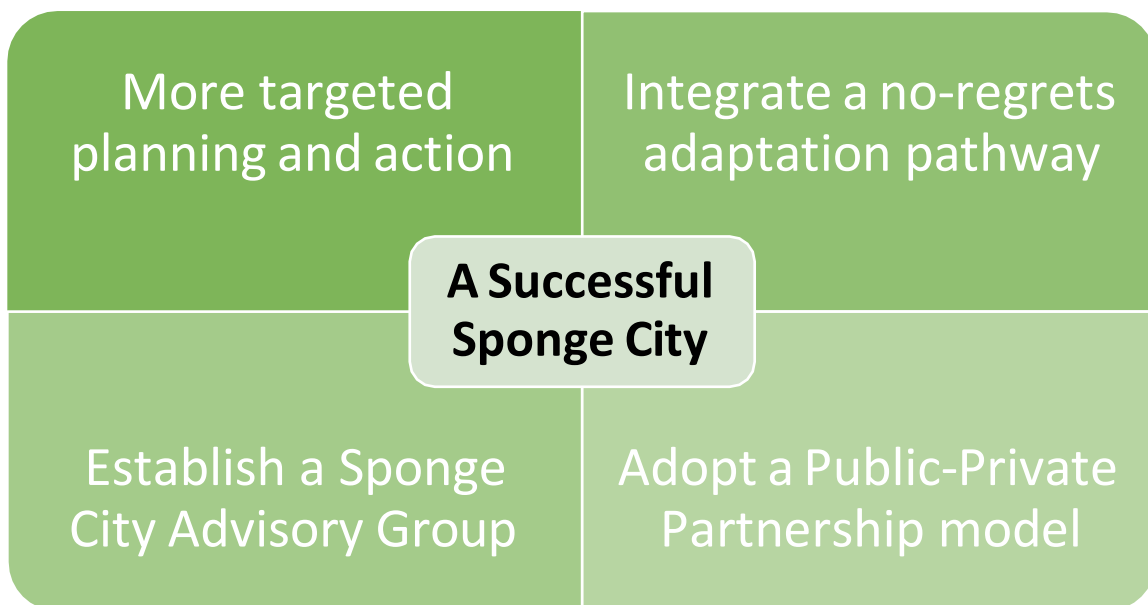 More targeted
planning and action
Integrate a no-regrets
adaptation pathway
A Successful
Sponge City
Establish a Sponge
City Advisory Group
Adopt a Public-Private
Partnership model